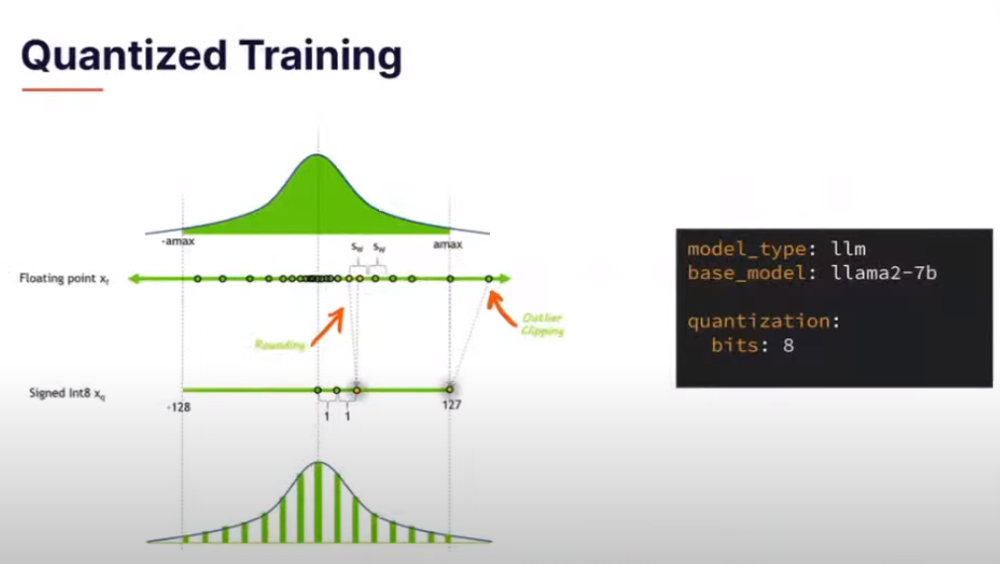 Quantized Training
-amax
amax
s_w s_w
Floating point x_f
Rounding
Outlier
Clipping
Signed Int8 x_q
-128
127
1 1
model_type: llm
base_model: llama2-7b
quantization:
bits: 8